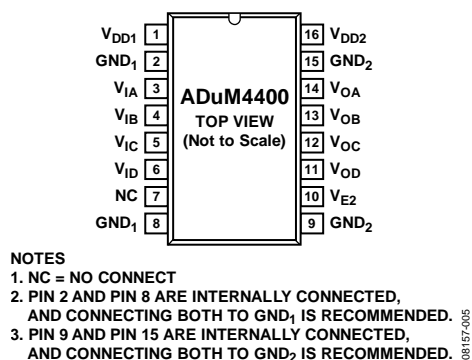 VDD1 1 16 VDD2
GND1 2 15 GND2
VIA 3 14 VOA
VIB 4 13 VOB
VIC 5 12 VOC
VID 6 11 VOD
NC 7 10 VE2
GND1 8 9 GND2
ADuM4400
TOP VIEW
(Not to Scale)
NOTES
1. NC = NO CONNECT
2. PIN 2 AND PIN 8 ARE INTERNALLY CONNECTED,
AND CONNECTING BOTH TO GND1 IS RECOMMENDED.
3. PIN 9 AND PIN 15 ARE INTERNALLY CONNECTED,
AND CONNECTING BOTH TO GND2 IS RECOMMENDED.
08157-005